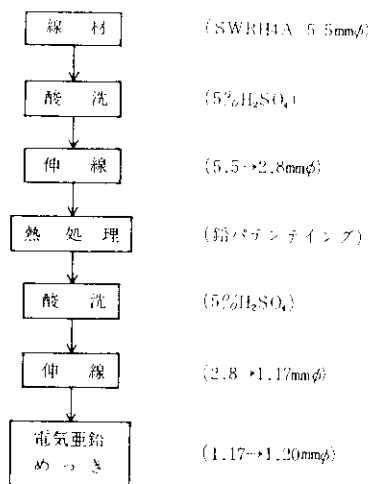 線材 (SWRH4A 5.5mmφ)
酸洗 (5%H₂SO₄)
伸線 (5.5→2.8mmφ)
熱処理 (鉛パテンティング)
酸洗 (5%H₂SO₄)
伸線 (2.8→1.17mmφ)
電気亜鉛
めっき (1.17→1.20mmφ)